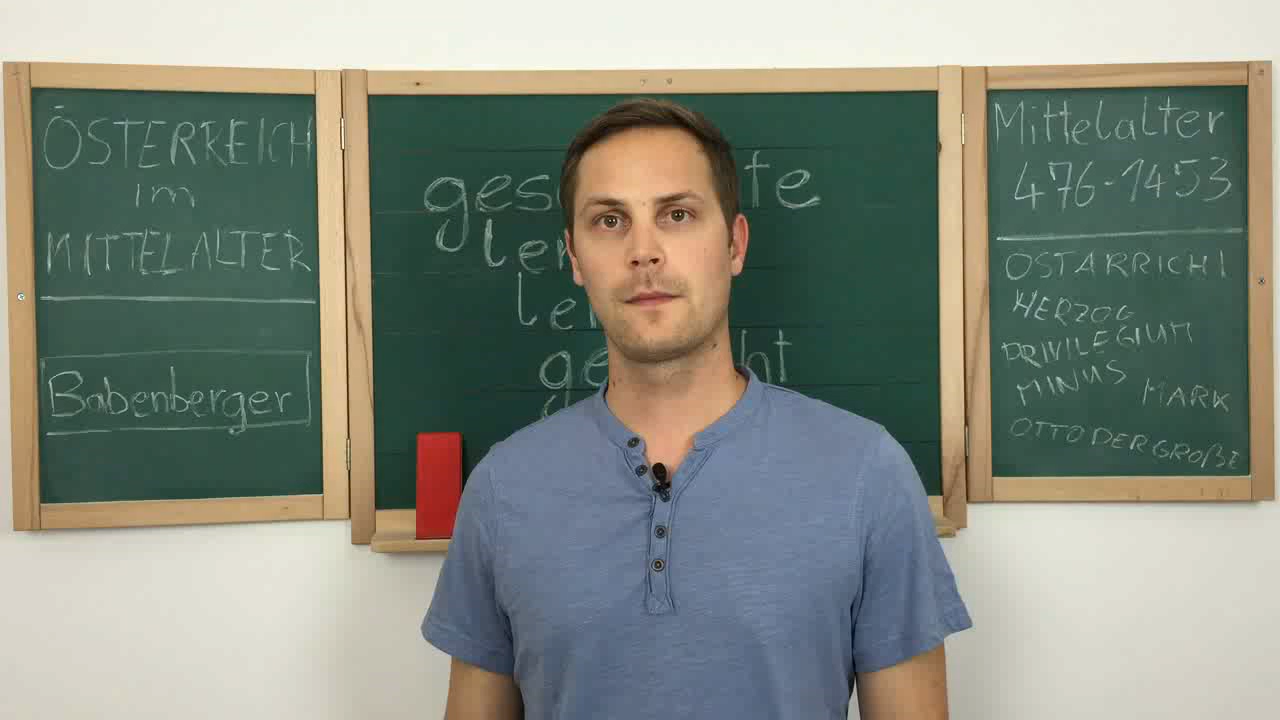 ÖSTERREICH
im
MITTELALTER
Babenberger
Mittelalter
476-1453
OSTARRICHI
HERZOG
PRIVILEGIUM
MINUS
MARK
OTTO DER GROßE